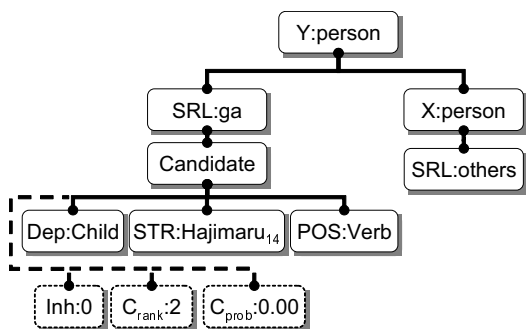 Y:person
SRL:ga
X:person
Candidate
SRL:others
Dep:Child
STR:Hajimaru14
POS:Verb
Inh:0
Crank:2
Cprob:0.00